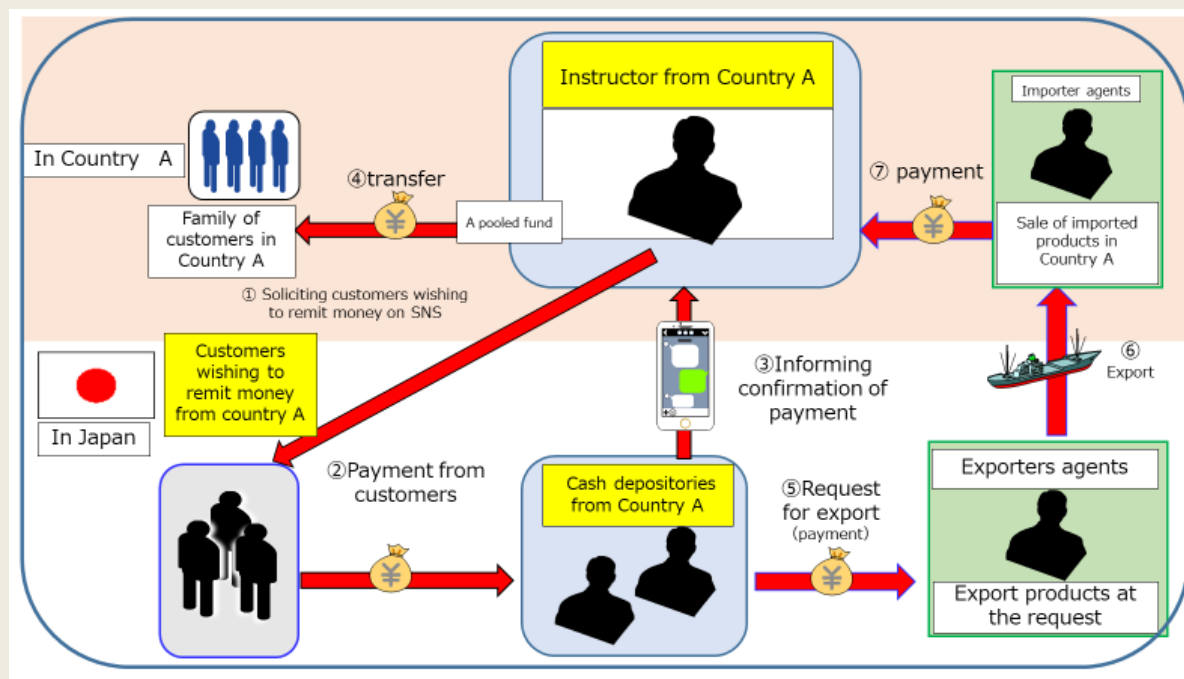 Instructor from Country A
Importer agents
In Country A
④transfer
⑦ payment
A pooled fund
Family of
customers in
Country A
Sale of imported
products in
Country A
① Soliciting customers wishing
to remit money on SNS
Customers
wishing to
remit money
from country A
③Informing
confirmation of
payment
⑥
Export
In Japan
②Payment from
customers
Cash depositories
from Country A
⑤Request
for export
(payment)
Exporters agents
Export products at
the request
¥
¥
¥
¥